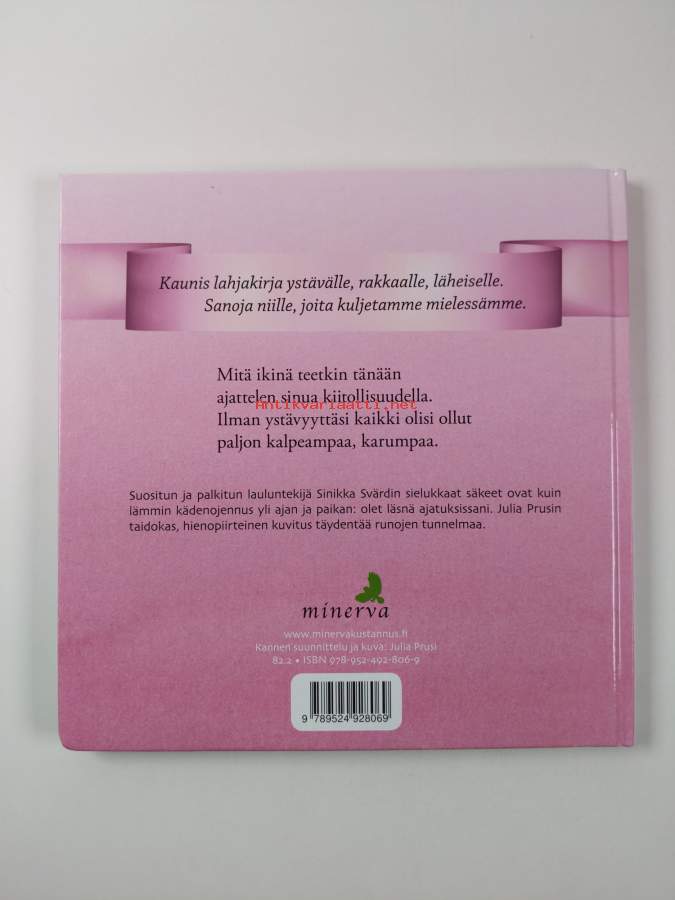 Kaunis lahjakirja ystävälle, rakkaalle, läheiselle.
Sanoja niille, joita kuljetamme mielessämme.
Mitä ikinä teetkin tänään
ajattelen sinua kiitollisuudella.
Antikvariaatti.net
Ilman ystävyyttäsi kaikki olisi ollut
paljon kalpeampaa, karumpaa.
Suositun ja palkitun lauluntekijä Sinikka Svärdin sielukkaat säkeet ovat kuin
lämmin kädenojennus yli ajan ja paikan: olet läsnä ajatuksissani. Julia Prusin
taidokas, hienopiirteinen kuvitus täydentää runojen tunnelmaa.
minerva
www.minervakustannus.fi
Kannen suunnittelu ja kuva: Julia Prusi
82.2 • ISBN 978-952-492-806-9
9 789524 928069